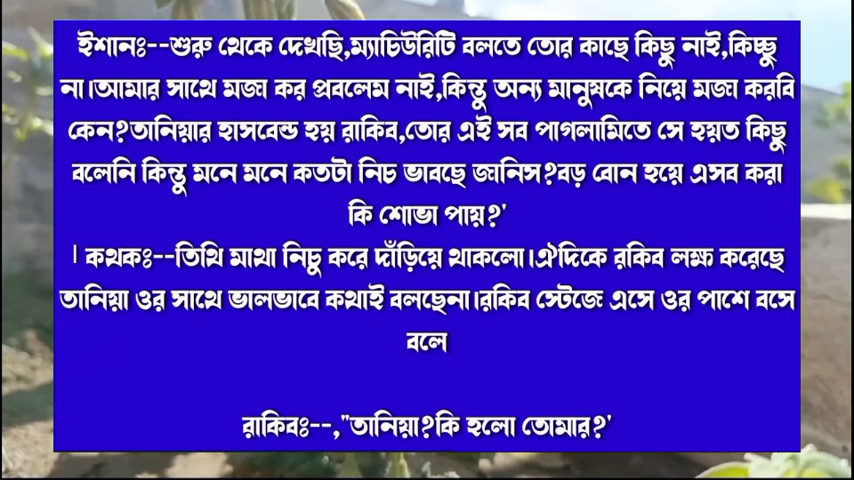 ইশানঃ--শুরু থেকে দেখছি,ম্যাচিউরিটি বলতে তোর কাছে কিছু নাই,কিচ্ছু
না।আমার সাথে মজা কর প্রবলেম নাই,কিন্তু অন্য মানুষকে নিয়ে মজা করবি
কেন?তানিয়ার হাসবেন্ড হয় রাকিব,তোর এই সব পাগলামিতে সে হয়ত কিছু
বলেনি কিন্তু মনে মনে কতটা নিচ ভাবছে জানিস?বড় বোন হয়ে এসব করা
কি শোভা পায়?'
। কথকঃ--তিথি মাথা নিচু করে দাঁড়িয়ে থাকলো।ঐদিকে রকিব লক্ষ করেছে
তানিয়া ওর সাথে ভালভাবে কথাই বলছেনা।রকিব স্টেজে এসে ওর পাশে বসে
বলে
রাকিবঃ--,"তানিয়া?কি হলো তোমার?'